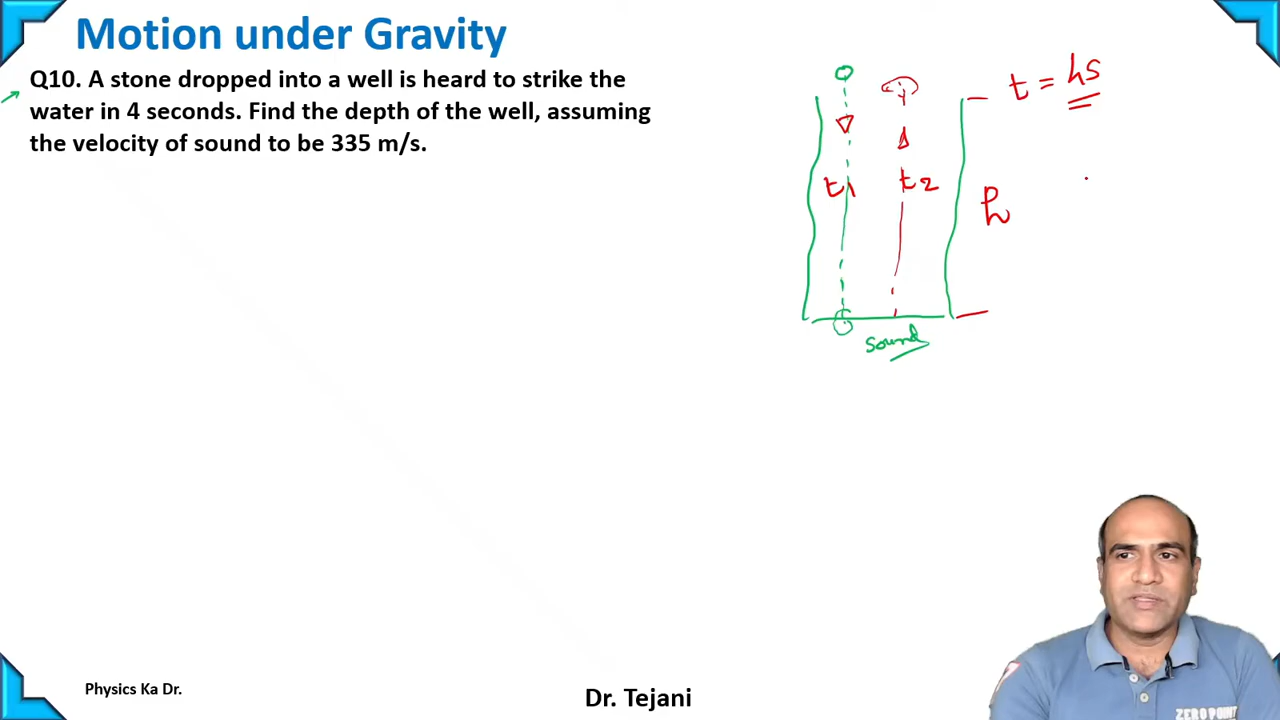 Motion under Gravity
Q10. A stone dropped into a well is heard to strike the
water in 4 seconds. Find the depth of the well, assuming
the velocity of sound to be 335 m/s.
t = 4s
t1
t2
h
sound
Physics Ka Dr.
Dr. Tejani
ZERO POINT